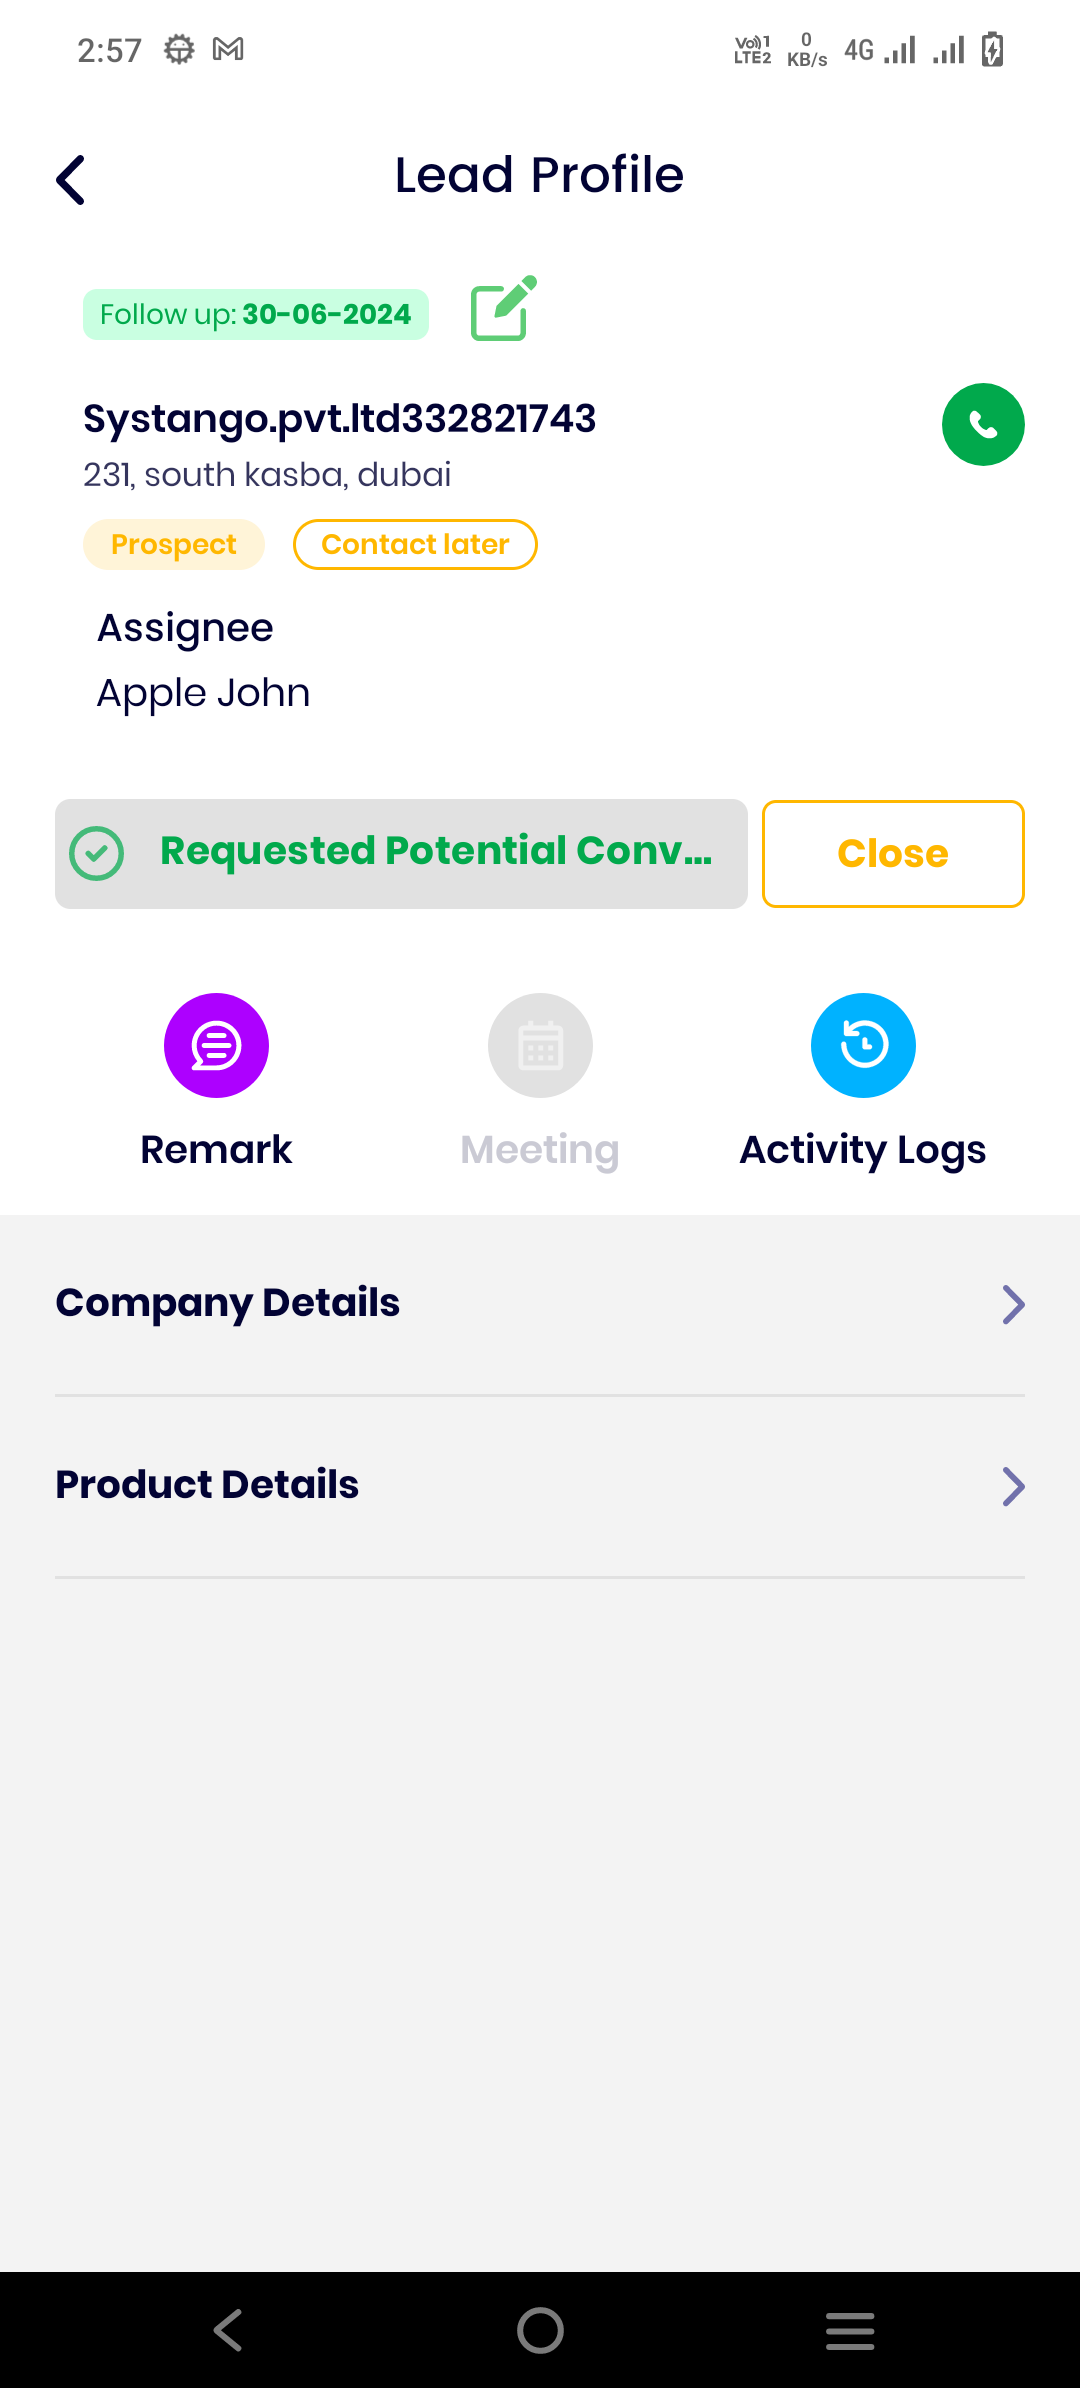 2:57
Vo)) 1
LTE2
0
KB/s
4G
Lead Profile
Follow up: 30-06-2024
Systango.pvt.ltd332821743
231, south kasba, dubai
Prospect
Contact later
Assignee
Apple John
Requested Potential Conv...
Close
Remark
Meeting
Activity Logs
Company Details
Product Details